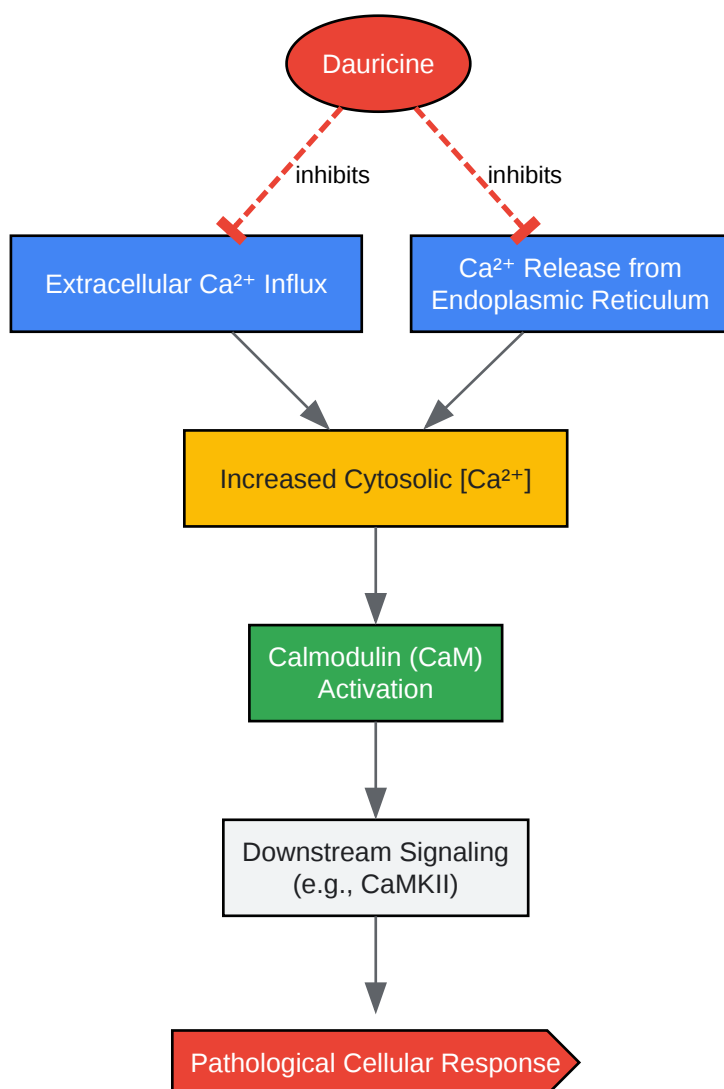 Dauricine
inhibits
inhibits
Extracellular Ca²⁺ Influx
Ca²⁺ Release from
Endoplasmic Reticulum
Increased Cytosolic [Ca²⁺]
Calmodulin (CaM)
Activation
Downstream Signaling
(e.g., CaMKII)
Pathological Cellular Response